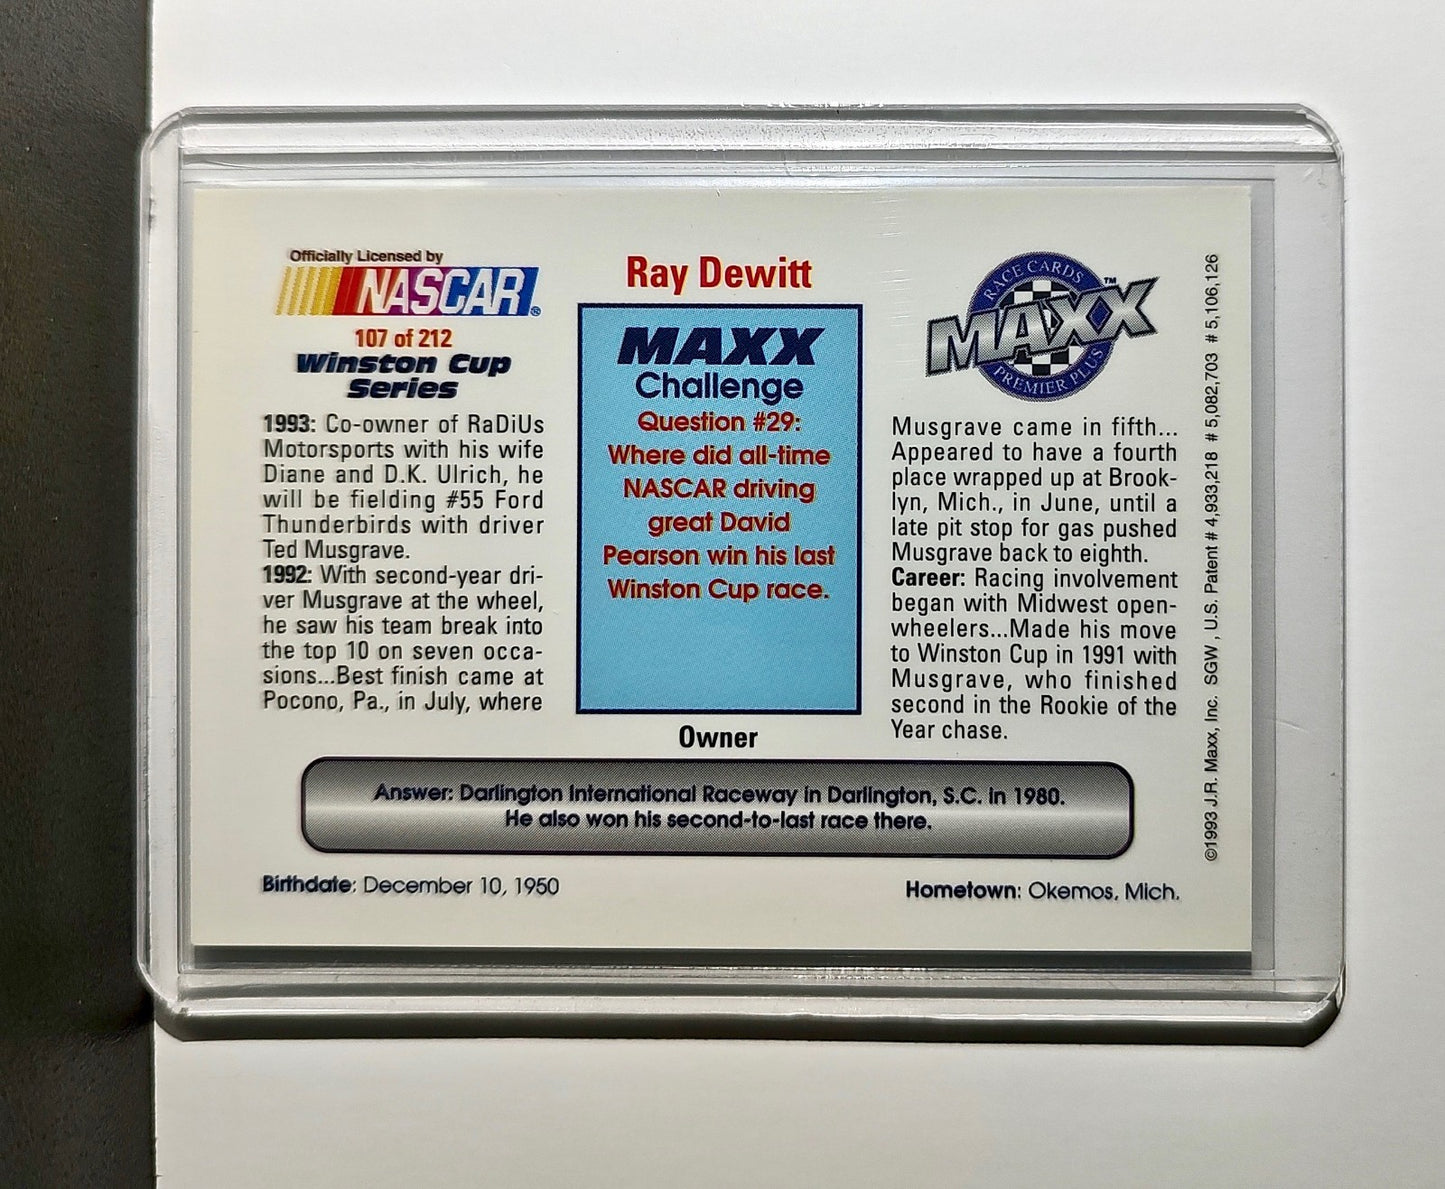 Officially Licensed by
NASCAR®
107 of 212
Winston Cup
Series
1993: Co-owner of RaDiUs
Motorsports with his wife
Diane and D.K. Ulrich, he
will be fielding #55 Ford
Thunderbirds with driver
Ted Musgrave.
1992: With second-year dri-
ver Musgrave at the wheel,
he saw his team break into
the top 10 on seven occa-
sions...Best finish came at
Pocono, Pa., in July, where
Ray Dewitt
MAXX
Challenge
Question #29:
Where did all-time
NASCAR driving
great David
Pearson win his last
Winston Cup race.
Owner
RACE CARDS
MAXX™
PREMIER PLUS
Musgrave came in fifth...
Appeared to have a fourth
place wrapped up at Brook-
lyn, Mich., in June, until a
late pit stop for gas pushed
Musgrave back to eighth.
Career: Racing involvement
began with Midwest open-
wheelers...Made his move
to Winston Cup in 1991 with
Musgrave, who finished
second in the Rookie of the
Year chase.
Answer: Darlington International Raceway in Darlington, S.C. in 1980.
He also won his second-to-last race there.
Birthdate: December 10, 1950
Hometown: Okemos, Mich.
©1993 J.R. Maxx, Inc. SGW, U.S. Patent # 4,933,218 # 5,082,703 # 5,106,126